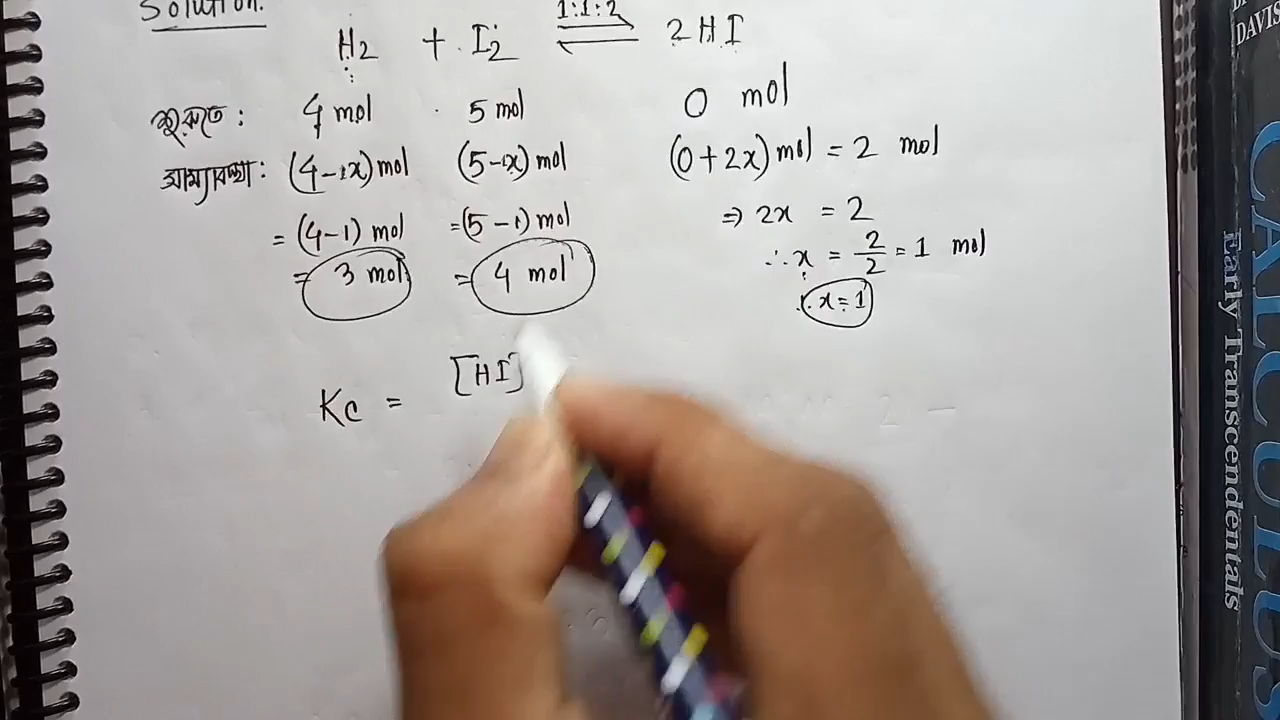 Solution:
1:1:2
H2 + I2 ⇌ 2HI
শুরুতে: 4 mol 5 mol 0 mol
সাম্যাবস্থা: (4-1x) mol (5-1x) mol (0+2x) mol = 2 mol
= (4-1) mol = (5-1) mol ⇒ 2x = 2
= 3 mol = 4 mol ∴ x = 2/2 = 1 mol
∴ x = 1
Kc = [HI]
CALCULUS
Early Transcendentals
DAVIS